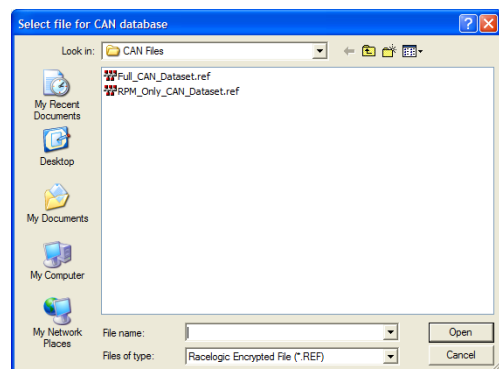 Select file for CAN database
Look in: CAN Files
Full_CAN_Dataset.ref
RPM_Only_CAN_Dataset.ref
My Recent
Documents
Desktop
My Documents
My Computer
My Network
Places
File name:
Open
Files of type: Racelogic Encrypted File (*.REF)
Cancel